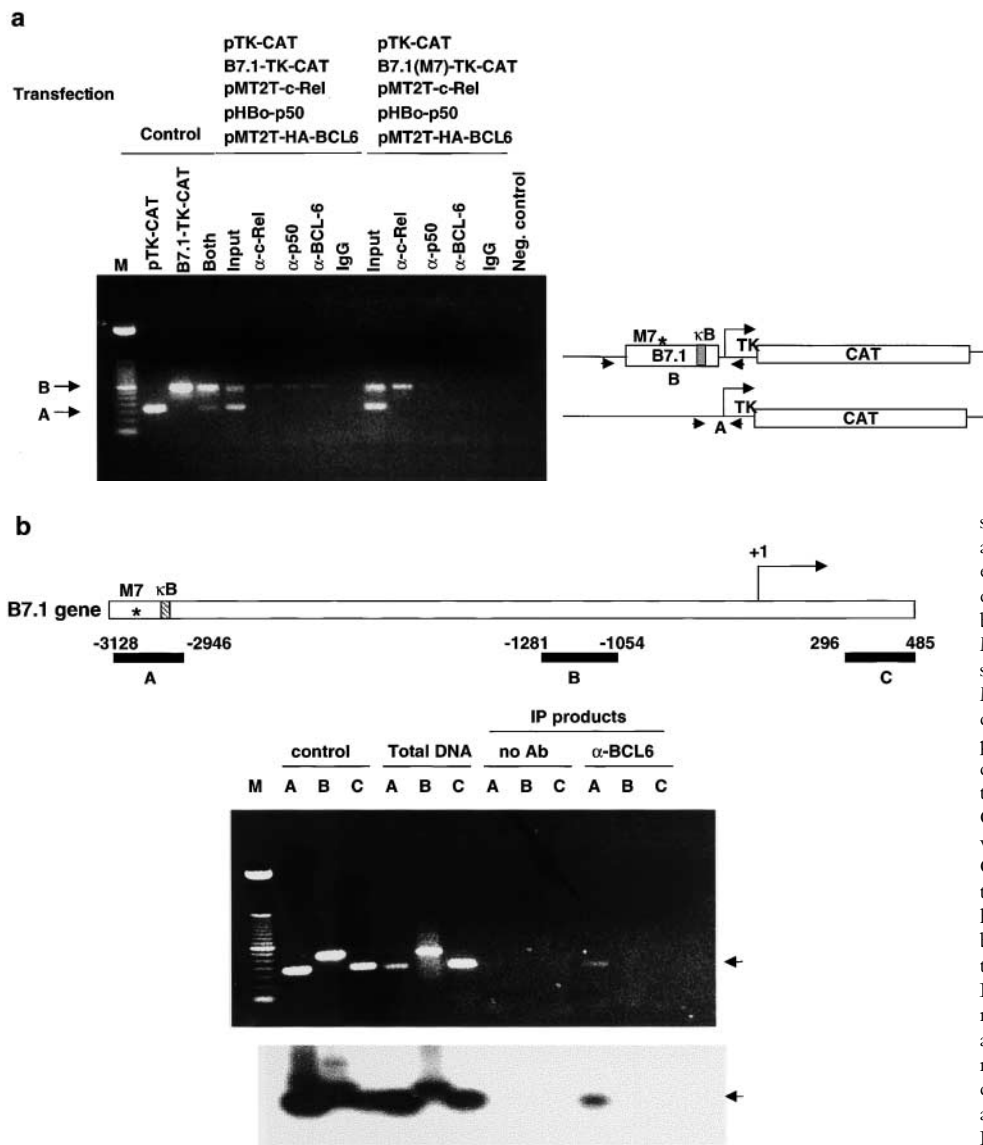 a
Transfection
Control
pTK-CAT
B7.1-TK-CAT
pMT2T-c-Rel
pHBo-p50
pMT2T-HA-BCL6
pTK-CAT
B7.1(M7)-TK-CAT
pMT2T-c-Rel
pHBo-p50
pMT2T-HA-BCL6
M
pTK-CAT
B7.1-TK-CAT
Both
Input
α-c-Rel
α-p50
α-BCL-6
IgG
Input
α-c-Rel
α-p50
α-BCL-6
IgG
Neg. control
B
A
M7 κB
* B7.1 TK CAT
B
TK CAT
A
b
+1
M7 κB
B7.1 gene *
-3128 -2946 -1281 -1054 296 485
A B C
IP products
control Total DNA no Ab α-BCL6
M A B C A B C A B C A B C